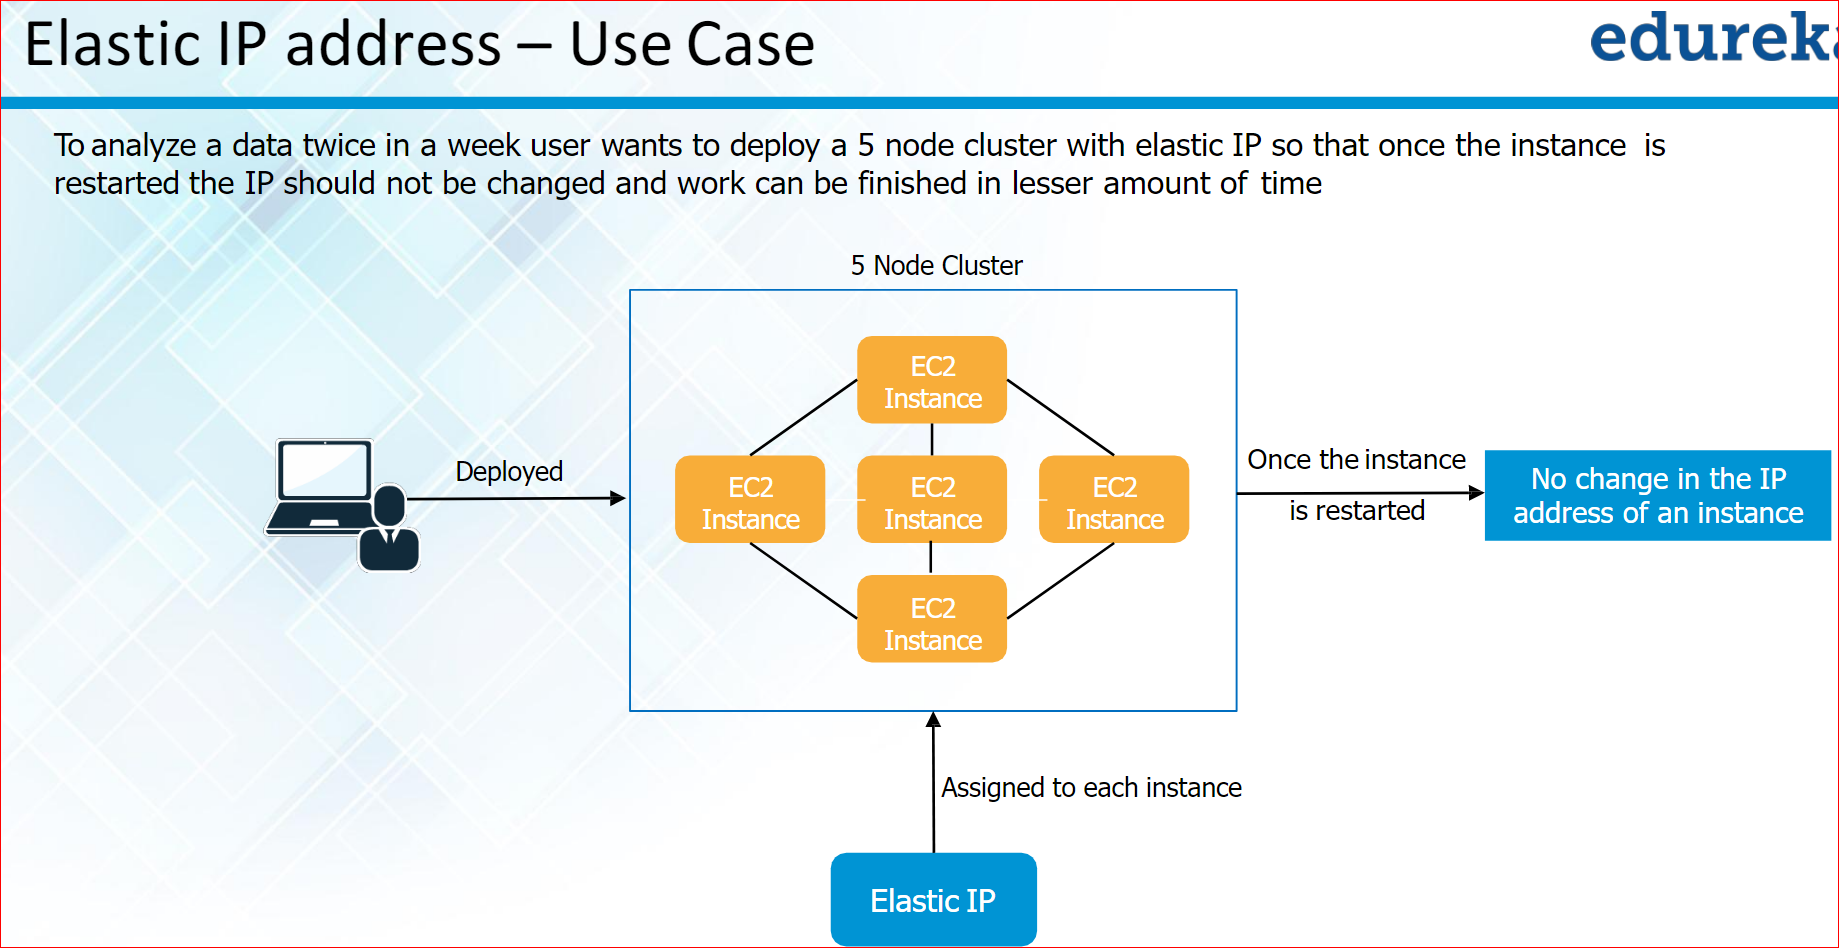 Elastic IP address – Use Case
edureka
To analyze a data twice in a week user wants to deploy a 5 node cluster with elastic IP so that once the instance is
restarted the IP should not be changed and work can be finished in lesser amount of time
5 Node Cluster
EC2
Instance
Deployed
EC2
Instance
EC2
Instance
EC2
Instance
Once the instance
is restarted
No change in the IP
address of an instance
EC2
Instance
Assigned to each instance
Elastic IP